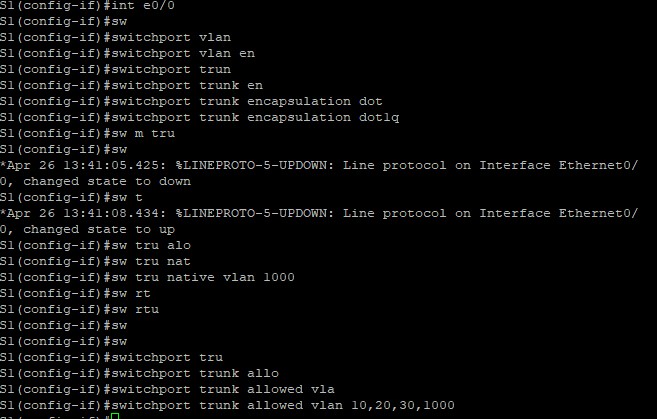 S1(config-if)#int e0/0
S1(config-if)#sw
S1(config-if)#switchport vlan
S1(config-if)#switchport vlan en
S1(config-if)#switchport trun
S1(config-if)#switchport trunk en
S1(config-if)#switchport trunk encapsulation dot
S1(config-if)#switchport trunk encapsulation dot1q
S1(config-if)#sw m tru
S1(config-if)#sw
*Apr 26 13:41:05.425: %LINEPROTO-5-UPDOWN: Line protocol on Interface Ethernet0/
0, changed state to down
S1(config-if)#sw t
*Apr 26 13:41:08.434: %LINEPROTO-5-UPDOWN: Line protocol on Interface Ethernet0/
0, changed state to up
S1(config-if)#sw tru alo
S1(config-if)#sw tru nat
S1(config-if)#sw tru native vlan 1000
S1(config-if)#sw rt
S1(config-if)#sw rtu
S1(config-if)#sw
S1(config-if)#sw
S1(config-if)#switchport tru
S1(config-if)#switchport trunk allo
S1(config-if)#switchport trunk allowed vla
S1(config-if)#switchport trunk allowed vlan 10,20,30,1000
S1(config-if)#